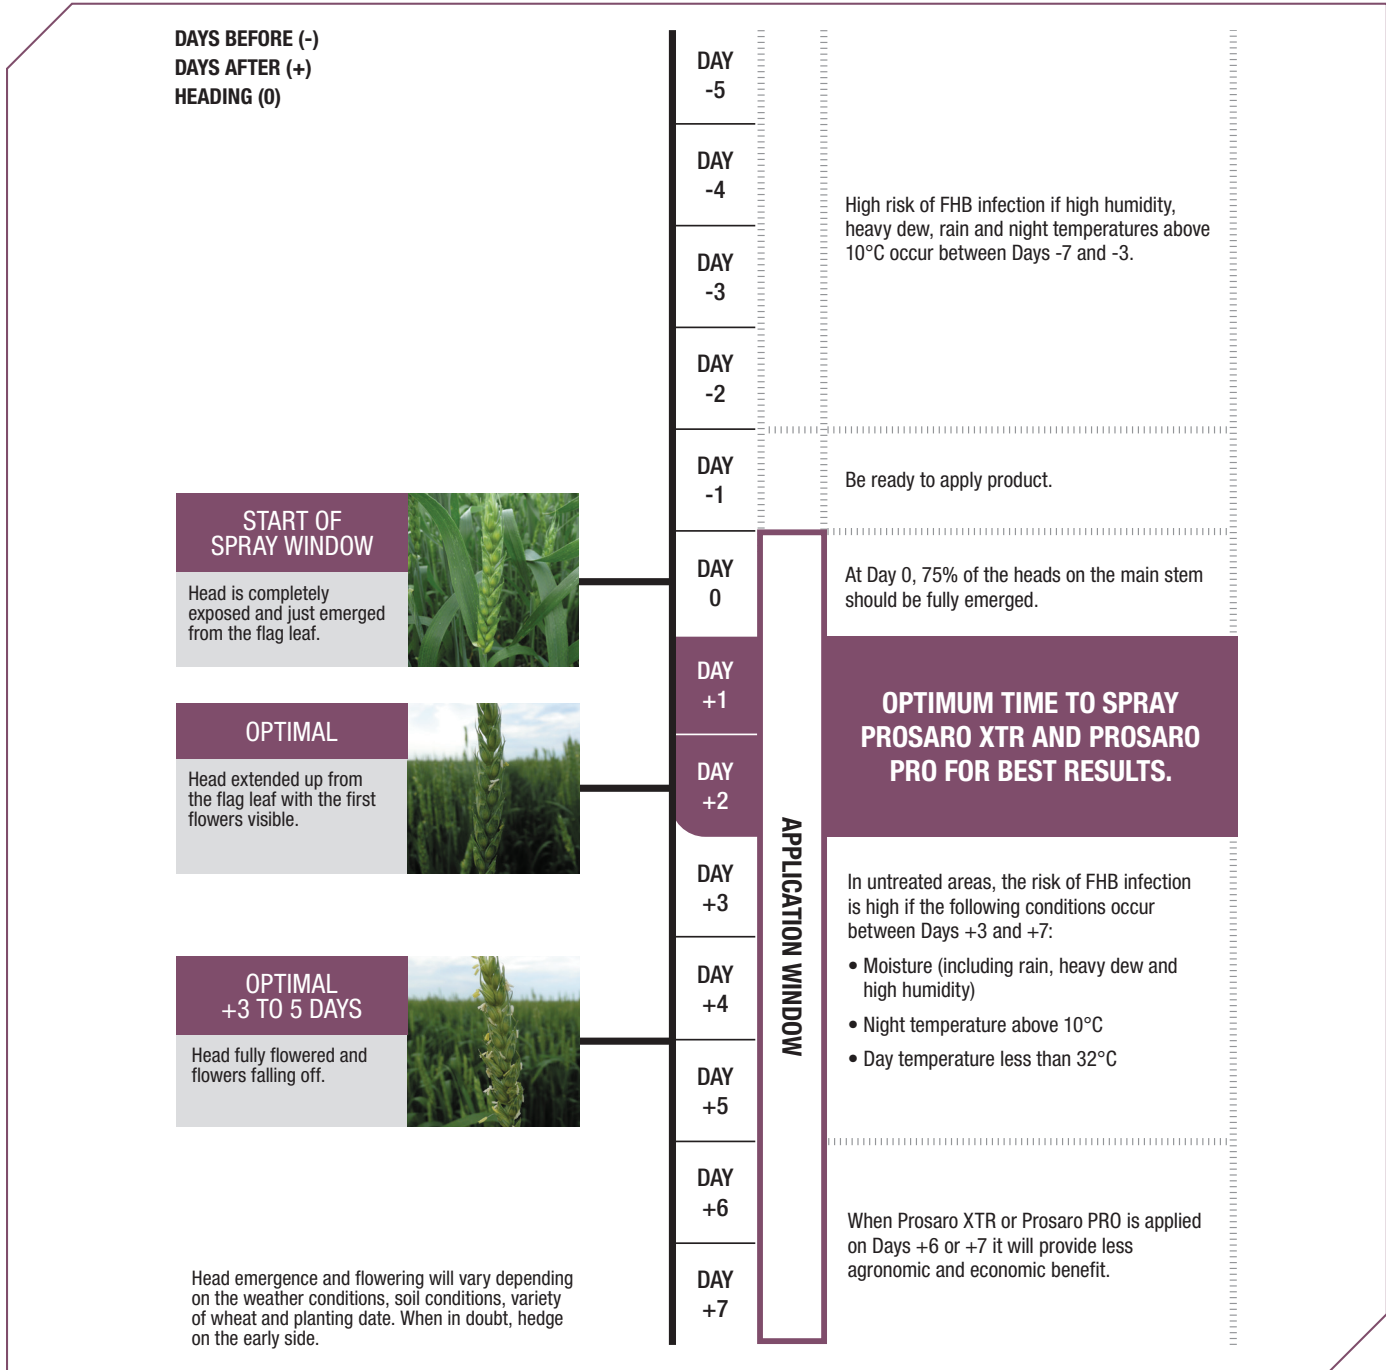 DAYS BEFORE (-)
DAYS AFTER (+)
HEADING (0)
DAY
-5
DAY
-4
DAY
-3
DAY
-2
High risk of FHB infection if high humidity,
heavy dew, rain and night temperatures above
10°C occur between Days -7 and -3.
DAY
-1
Be ready to apply product.
START OF
SPRAY WINDOW
Head is completely
exposed and just emerged
from the flag leaf.
DAY
0
At Day 0, 75% of the heads on the main stem
should be fully emerged.
OPTIMAL
Head extended up from
the flag leaf with the first
flowers visible.
DAY
+1
DAY
+2
OPTIMUM TIME TO SPRAY
PROSARO XTR AND PROSARO
PRO FOR BEST RESULTS.
APPLICATION WINDOW
OPTIMAL
+3 TO 5 DAYS
Head fully flowered and
flowers falling off.
DAY
+3
DAY
+4
DAY
+5
In untreated areas, the risk of FHB infection
is high if the following conditions occur
between Days +3 and +7:
• Moisture (including rain, heavy dew and
high humidity)
• Night temperature above 10°C
• Day temperature less than 32°C
DAY
+6
DAY
+7
When Prosaro XTR or Prosaro PRO is applied
on Days +6 or +7 it will provide less
agronomic and economic benefit.
Head emergence and flowering will vary depending
on the weather conditions, soil conditions, variety
of wheat and planting date. When in doubt, hedge
on the early side.